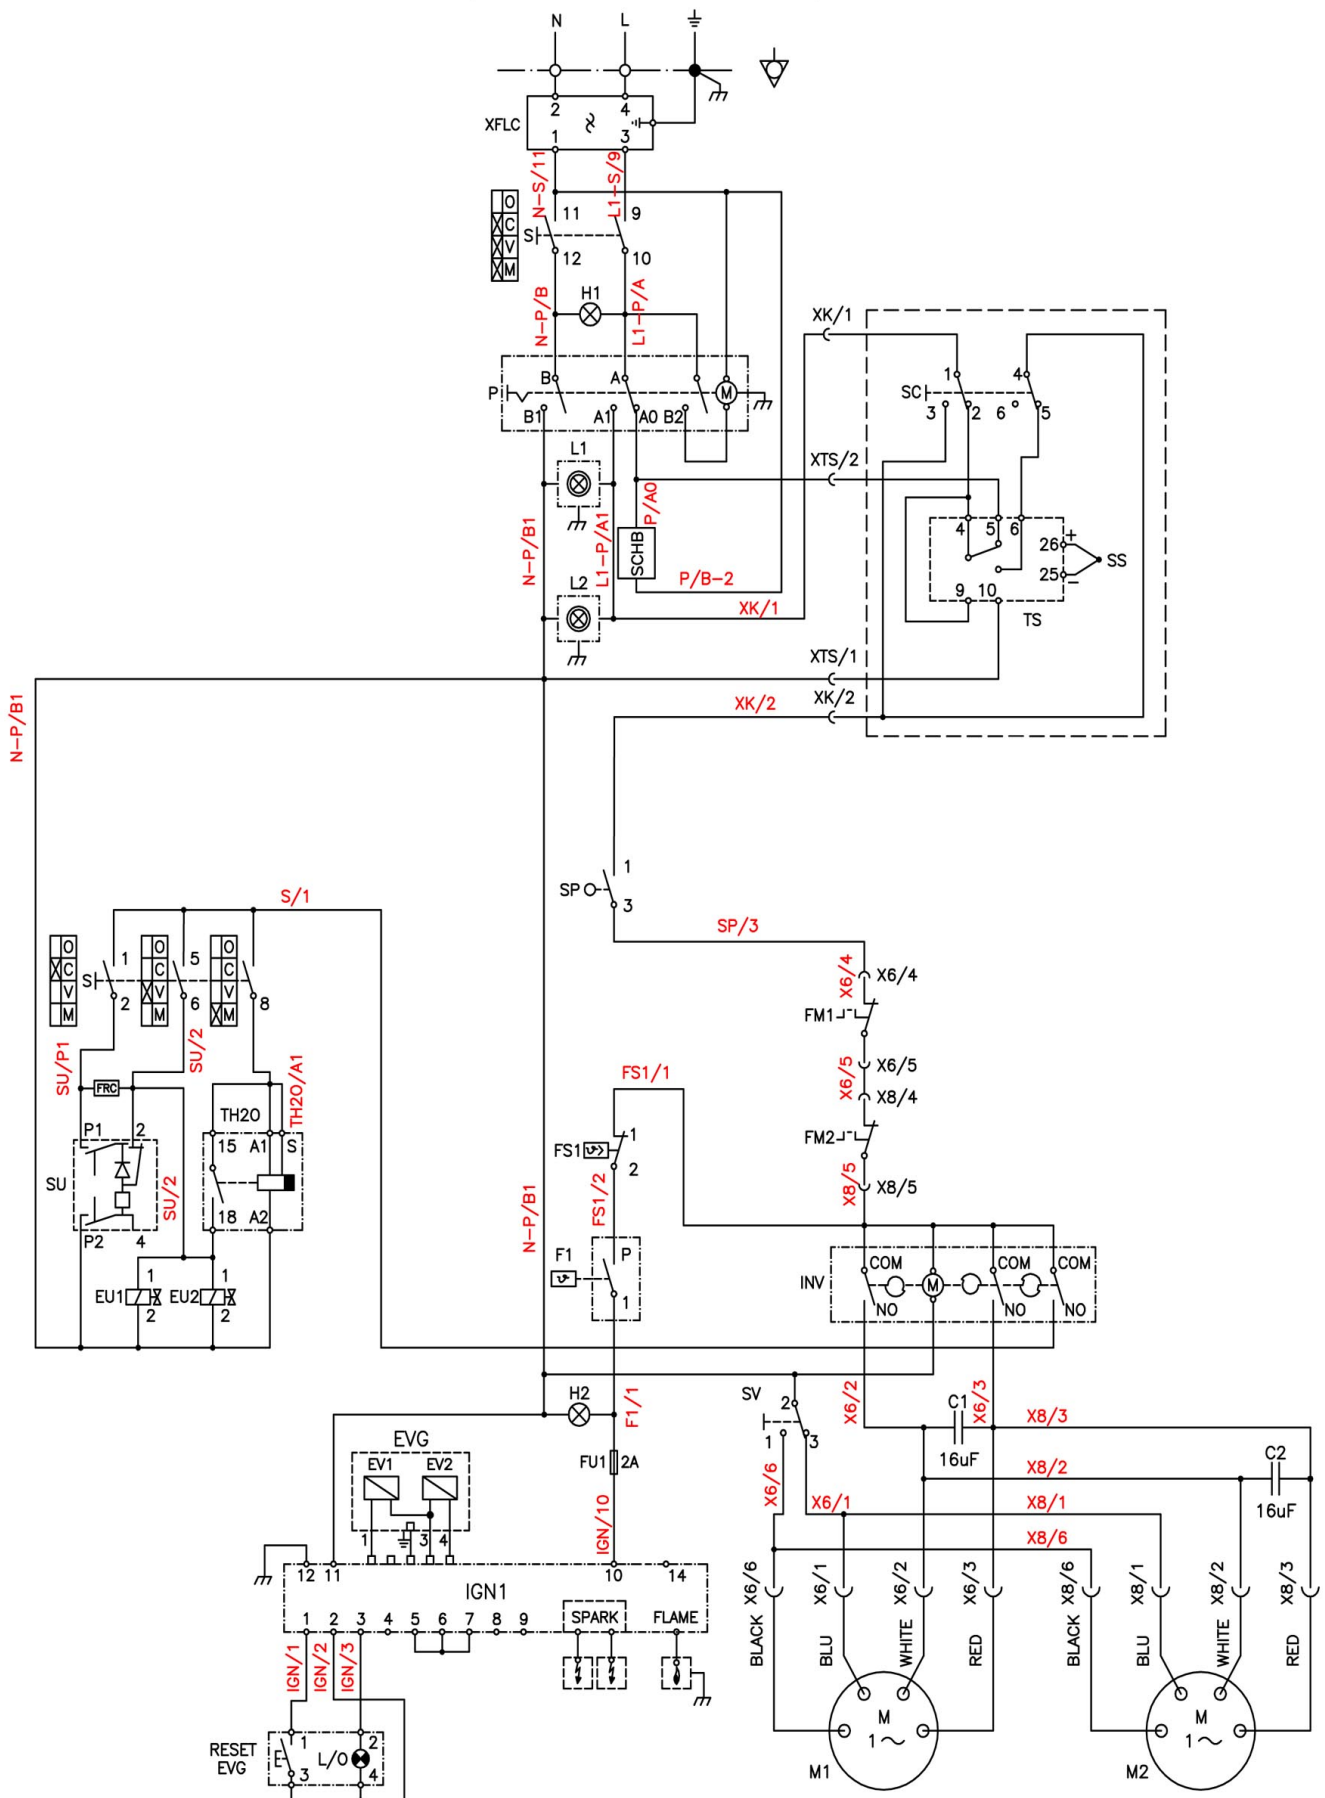 N L
2 4
XFLC
1 3
N-S/11
L1-S/9
O
C
V
M
11 9
S
12 10
N-P/B
H1
L1-P/A
XK/1
P
B A
M
B1 A1 A0 B2
1 4
SC
3 2 6 5
L1
XTS/2
P/A0
N-P/B1
L1-P/A1
SCHB
P/B-2
4 5 6
26 +
25 -
SS
9 10
TS
L2
XK/1
XTS/1
XK/2
XK/2
N-P/B1
1
SP
3
SP/3
S/1
O
C
V
M
O
C
V
M
O
C
V
M
1 5
S
2 6 8
X6/4
X6/4
FM1
SU/P1
SU/2
TH2O/A1
FRC
X6/5
X6/5
X8/4
FM2
X8/5
X8/5
FS1/1
1
FS1
2
FS1/2
P1 2
TH2O
15 A1 S
SU
SU/2
18 A2
P2 4
N-P/B1
F1
P
1
COM COM COM
INV
M
NO NO NO
1 1
EU1 EU2
2 2
H2
F1/1
SV
2
1 3
X6/2
C1
16uF
X6/3
X8/3
C2
16uF
X8/2
X6/6
X6/1
X8/1
X8/6
EVG
EV1 EV2
1 3 4
FU1 2A
IGN/10
12 11 10 14
IGN1
1 2 3 4 5 6 7 8 9
SPARK FLAME
IGN/1
IGN/2
IGN/3
X6/6
X6/1
X6/2
X6/3
X8/6
X8/1
X8/2
X8/3
BLACK
BLU
WHITE
RED
BLACK
BLU
WHITE
RED
RESET
EVG
1 2
L/O
3 4
M
1
M1
M
1
M2